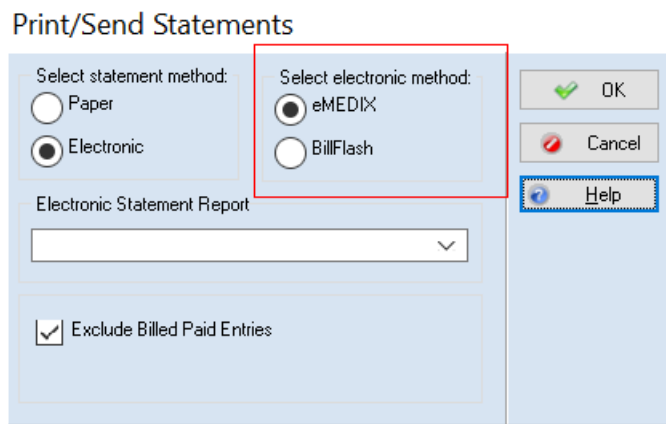 Print/Send Statements
Select statement method:
Paper
Electronic
Select electronic method:
eMEDIX
BillFlash
OK
Cancel
Help
Electronic Statement Report
Exclude Billed Paid Entries